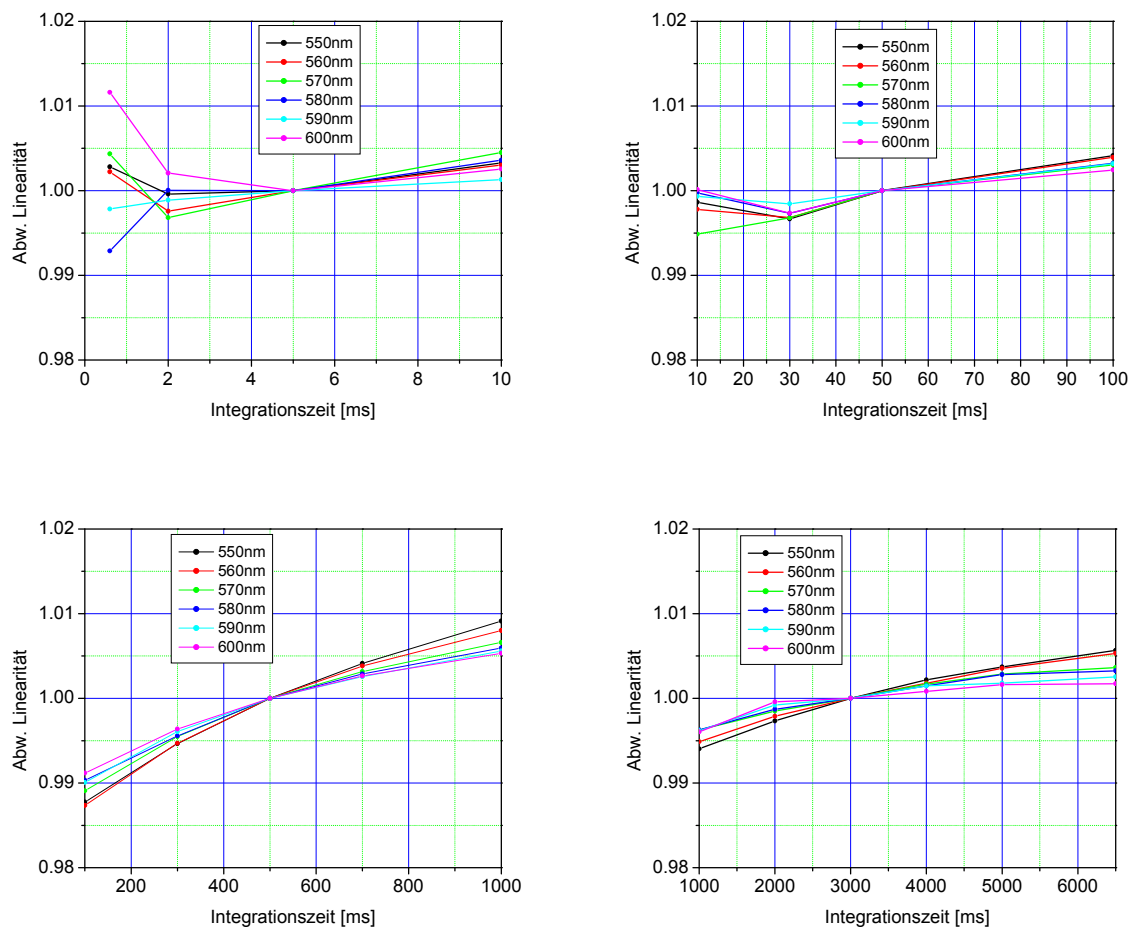 1.02
1.01
1.00
0.99
0.98
Abw. Linearität
550nm
560nm
570nm
580nm
590nm
600nm
0 2 4 6 8 10
Integrationszeit [ms]
1.02
1.01
1.00
0.99
0.98
Abw. Linearität
550nm
560nm
570nm
580nm
590nm
600nm
10 20 30 40 50 60 70 80 90 100
Integrationszeit [ms]
1.02
1.01
1.00
0.99
0.98
Abw. Linearität
550nm
560nm
570nm
580nm
590nm
600nm
200 400 600 800 1000
Integrationszeit [ms]
1.02
1.01
1.00
0.99
0.98
Abw. Linearität
550nm
560nm
570nm
580nm
590nm
600nm
1000 2000 3000 4000 5000 6000
Integrationszeit [ms]